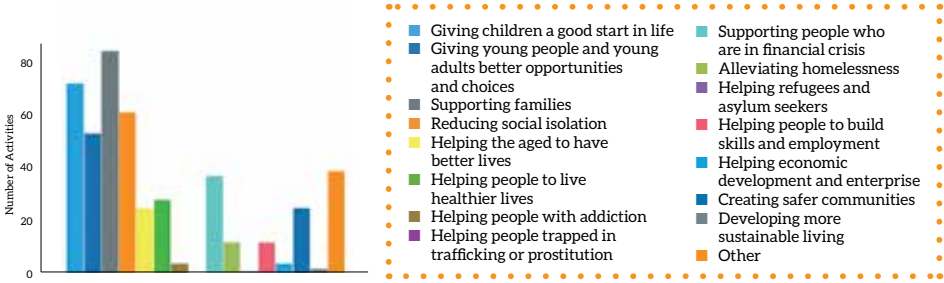 Number of Activities
80
60
40
20
0
Giving children a good start in life
Giving young people and young
adults better opportunities
and choices
Supporting families
Reducing social isolation
Helping the aged to have
better lives
Helping people to live
healthier lives
Helping people with addiction
Helping people trapped in
trafficking or prostitution
Supporting people who
are in financial crisis
Alleviating homelessness
Helping refugees and
asylum seekers
Helping people to build
skills and employment
Helping economic
development and enterprise
Creating safer communities
Developing more
sustainable living
Other